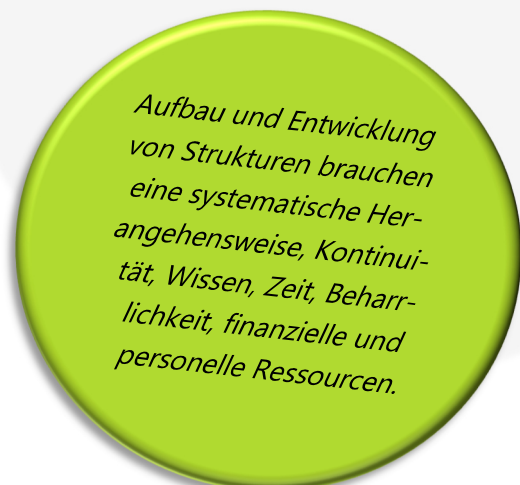 Aufbau und Entwicklung
von Strukturen brauchen
eine systematische Her-
angehensweise, Kontinui-
tät, Wissen, Zeit, Beharr-
lichkeit, finanzielle und
personelle Ressourcen.